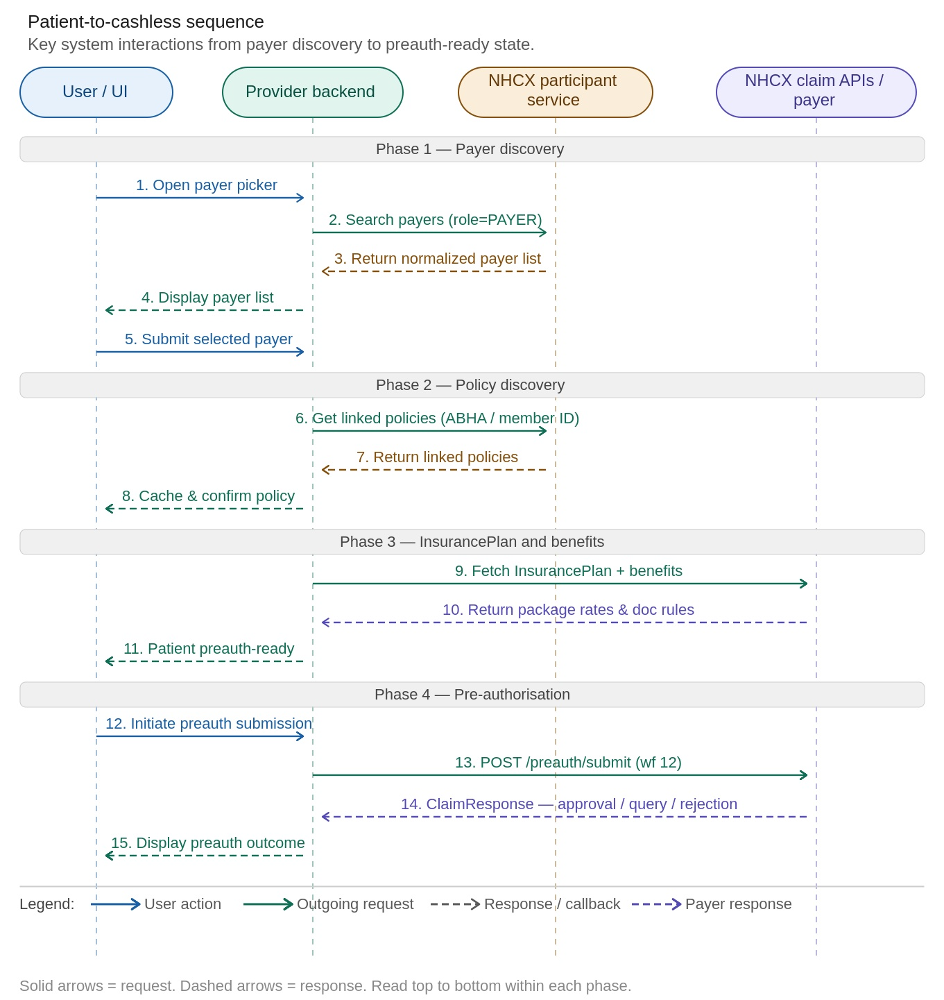 Patient-to-cashless sequence
Key system interactions from payer discovery to preauth-ready state.
User / UI
Provider backend
NHCX participant
service
NHCX claim APIs /
payer
Phase 1 — Payer discovery
1. Open payer picker
2. Search payers (role=PAYER)
3. Return normalized payer list
4. Display payer list
5. Submit selected payer
Phase 2 — Policy discovery
6. Get linked policies (ABHA / member ID)
7. Return linked policies
8. Cache & confirm policy
Phase 3 — InsurancePlan and benefits
9. Fetch InsurancePlan + benefits
10. Return package rates & doc rules
11. Patient preauth-ready
Phase 4 — Pre-authorisation
12. Initiate preauth submission
13. POST /preauth/submit (wf 12)
14. ClaimResponse — approval / query / rejection
15. Display preauth outcome
Legend: User action Outgoing request Response / callback Payer response
Solid arrows = request. Dashed arrows = response. Read top to bottom within each phase.